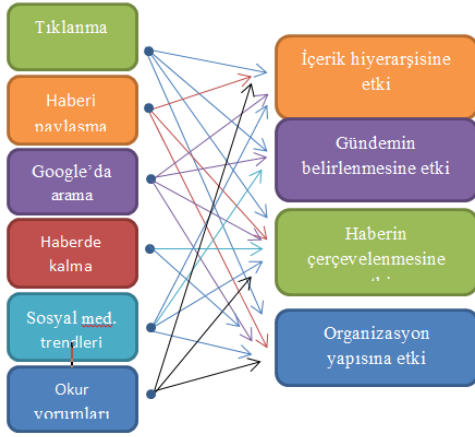 Tıklanma
Haberi
paylaşma
Google'da
arama
Haberde
kalma
Sosyal med.
trendleri
Okur
yorumları
İçerik hiyerarşisine
etki
Gündemin
belirlenmesine etki
Haberin
çerçevelenmesine
etki
Organizasyon
yapısına etki